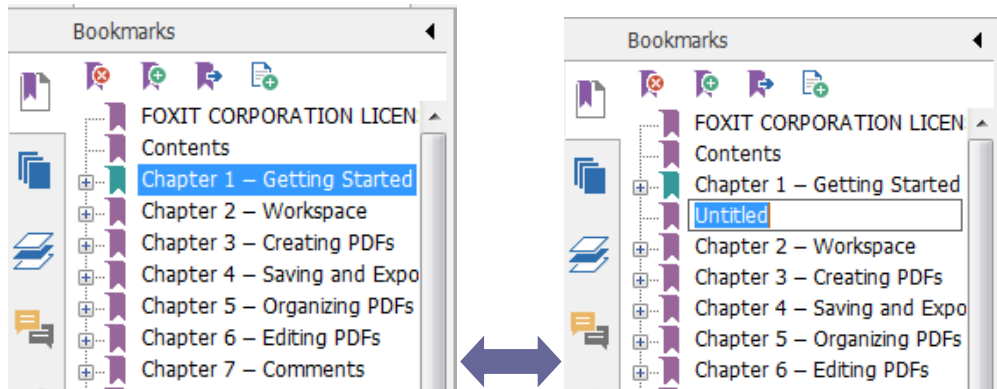 Bookmarks
FOXIT CORPORATION LICEN
Contents
Chapter 1 – Getting Started
Chapter 2 – Workspace
Chapter 3 – Creating PDFs
Chapter 4 – Saving and Expo
Chapter 5 – Organizing PDFs
Chapter 6 – Editing PDFs
Chapter 7 – Comments
Bookmarks
FOXIT CORPORATION LICEN
Contents
Chapter 1 – Getting Started
Untitled
Chapter 2 – Workspace
Chapter 3 – Creating PDFs
Chapter 4 – Saving and Expo
Chapter 5 – Organizing PDFs
Chapter 6 – Editing PDFs